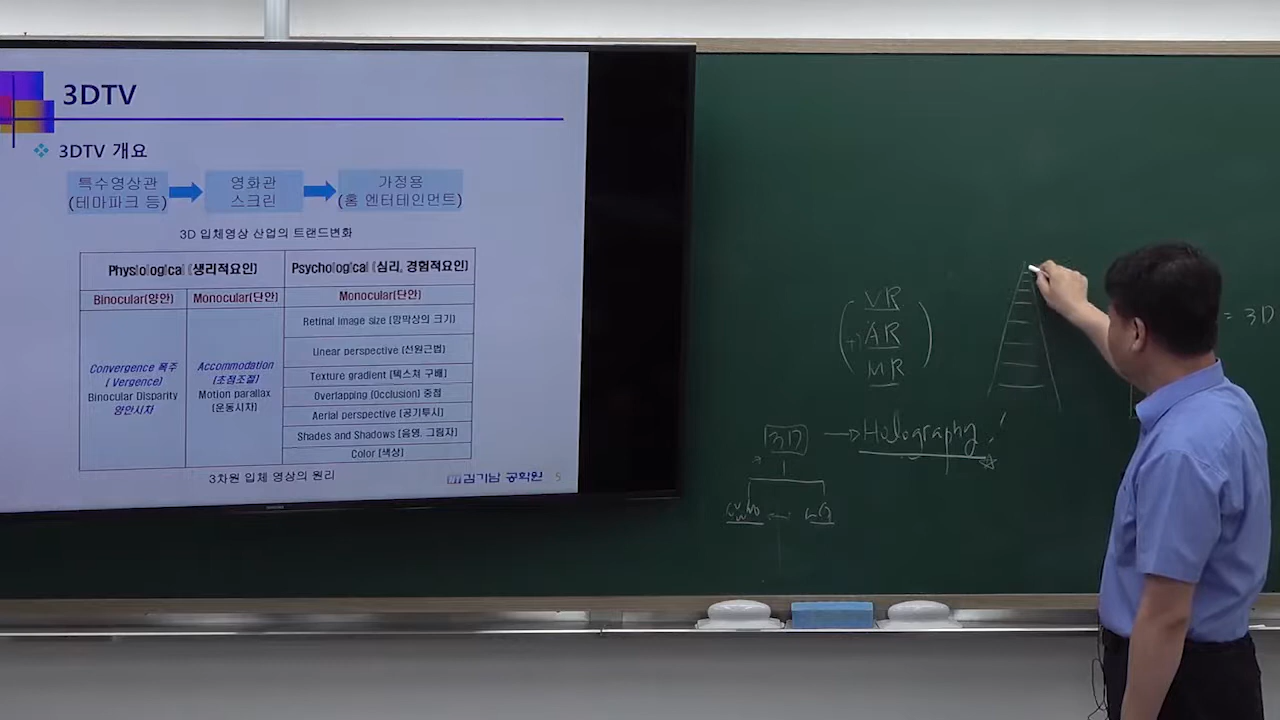 3DTV
3DTV 개요
특수영상관
(테마파크 등)
영화관
스크린
가정용
(홈 엔터테인먼트)
3D 입체영상 산업의 트랜드변화
Physiological (생리적요인)
Psychological (심리, 경험적요인)
Binocular(양안)
Monocular(단안)
Monocular(단안)
Convergence 폭주
( Vergence)
Binocular Disparity
양안시차
Accommodation
(초점조절)
Motion parallax
(운동시차)
Retinal image size (망막상의 크기)
Linear perspective (선원근법)
Texture gradient (텍스쳐 구배)
Overlapping (Occlusion) 중첩
Aerial perspective (공기투시)
Shades and Shadows (음영, 그림자)
Color (색상)
3차원 입체 영상의 원리
김기남 공학원
5
VR
AR
MR
3D
Holography
= 3D